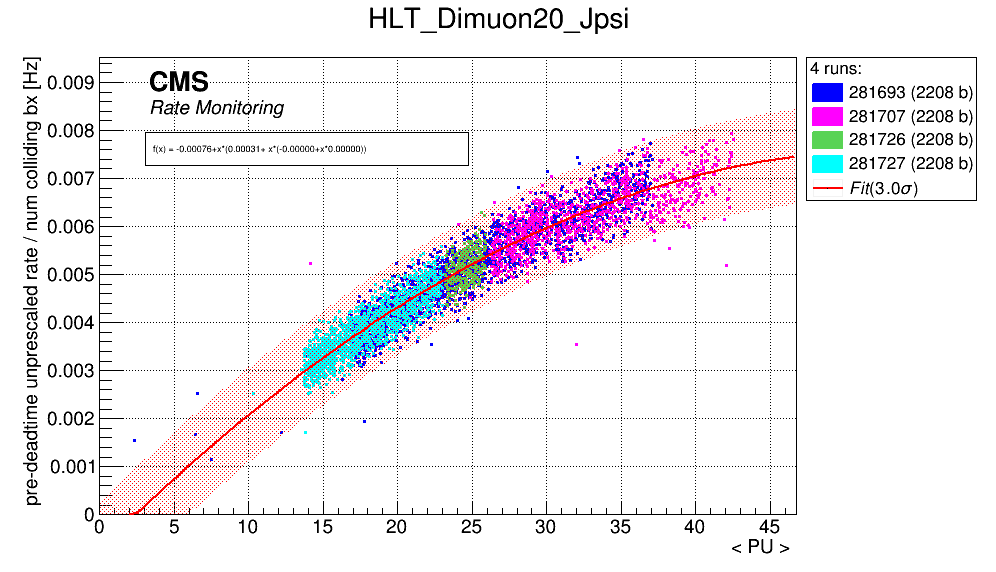 HLT_Dimuon20_Jpsi
pre-deadtime unprescaled rate / num colliding bx [Hz]
0.009
0.008
0.007
0.006
0.005
0.004
0.003
0.002
0.001
0
CMS
Rate Monitoring
f(x) = -0.00076+x*(0.00031+ x*(-0.00000+x*0.00000))
0 5 10 15 20 25 30 35 40 45
< PU >
4 runs:
281693 (2208 b)
281707 (2208 b)
281726 (2208 b)
281727 (2208 b)
Fit(3.0σ)